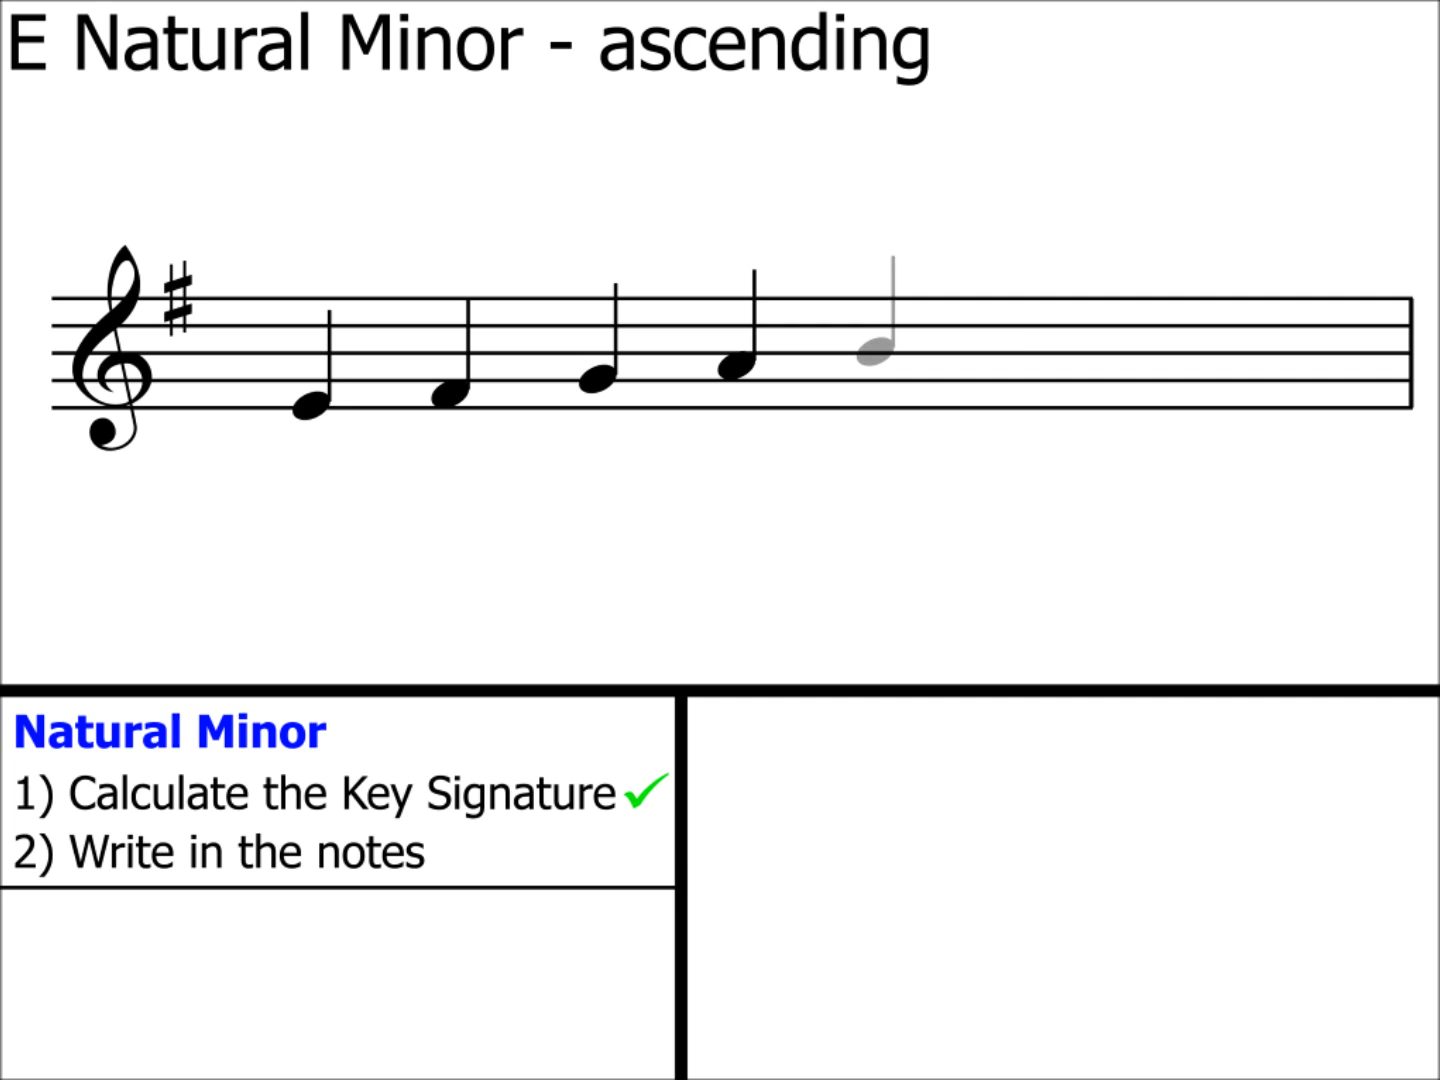 E Natural Minor - ascending
Natural Minor
1) Calculate the Key Signature
2) Write in the notes